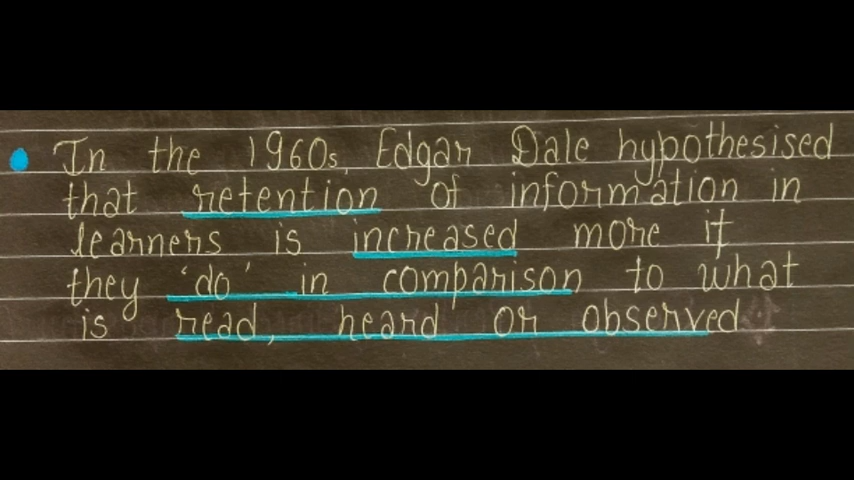 In the 1960s, Edgar Dale hypothesised
that retention of information in
learners is increased more if
they 'do' in comparison to what
is read, heard or observed